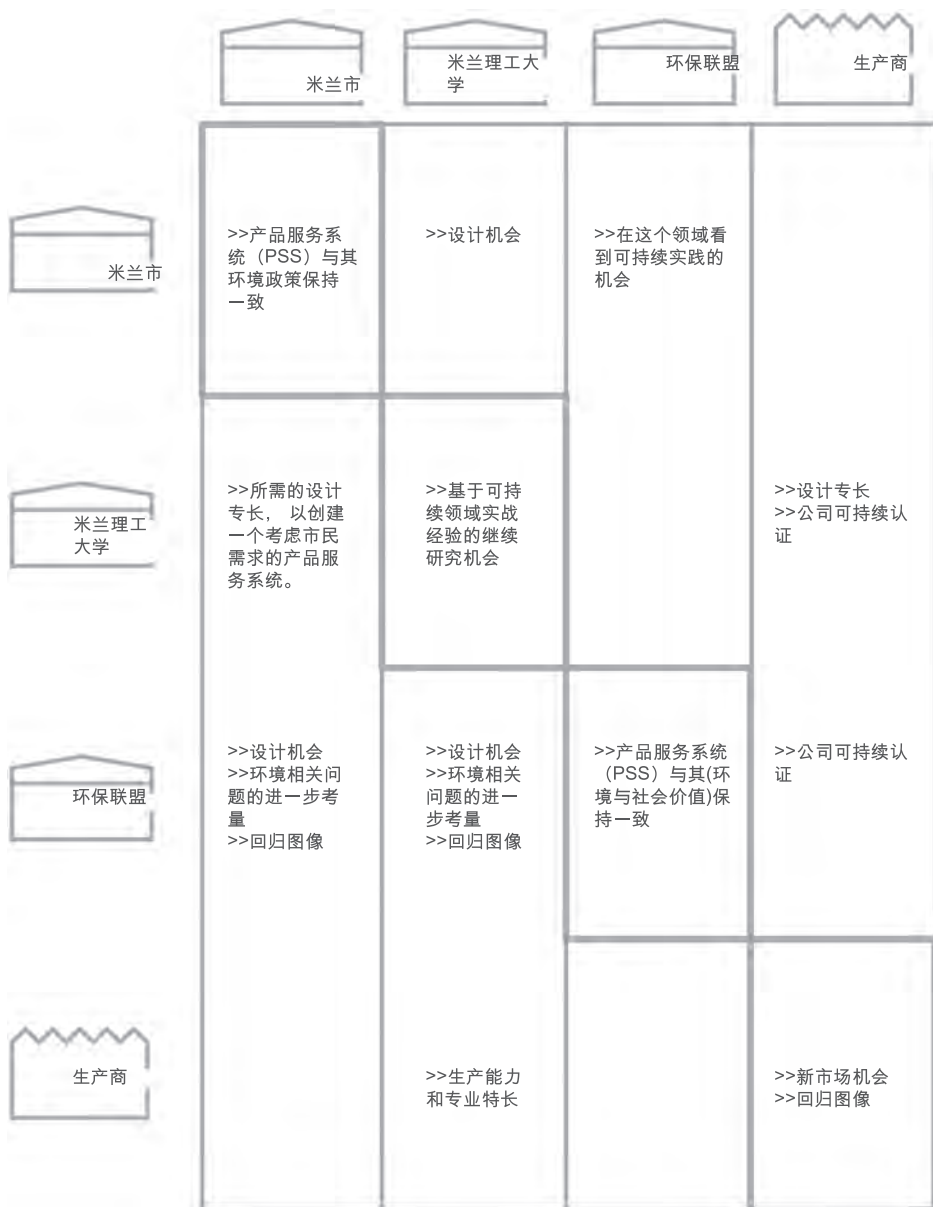 米兰市
米兰理工大
学
环保联盟
生产商
米兰市
>>产品服务系
统（PSS）与其
环境政策保持
一致
>>设计机会
>>在这个领域看
到可持续实践的
机会
米兰理工
大学
>>所需的设计
专长， 以创建
一个考虑市民
需求的产品服
务系统。
>>基于可持
续领域实战
经验的继续
研究机会
>>设计专长
>>公司可持续认
证
环保联盟
>>设计机会
>>环境相关问
题的进一步考
量
>>回归图像
>>设计机会
>>环境相关
问题的进一
步考量
>>回归图像
>>产品服务系统
（PSS）与其(环
境与社会价值)保
持一致
>>公司可持续认
证
生产商
>>生产能力
和专业特长
>>新市场机会
>>回归图像